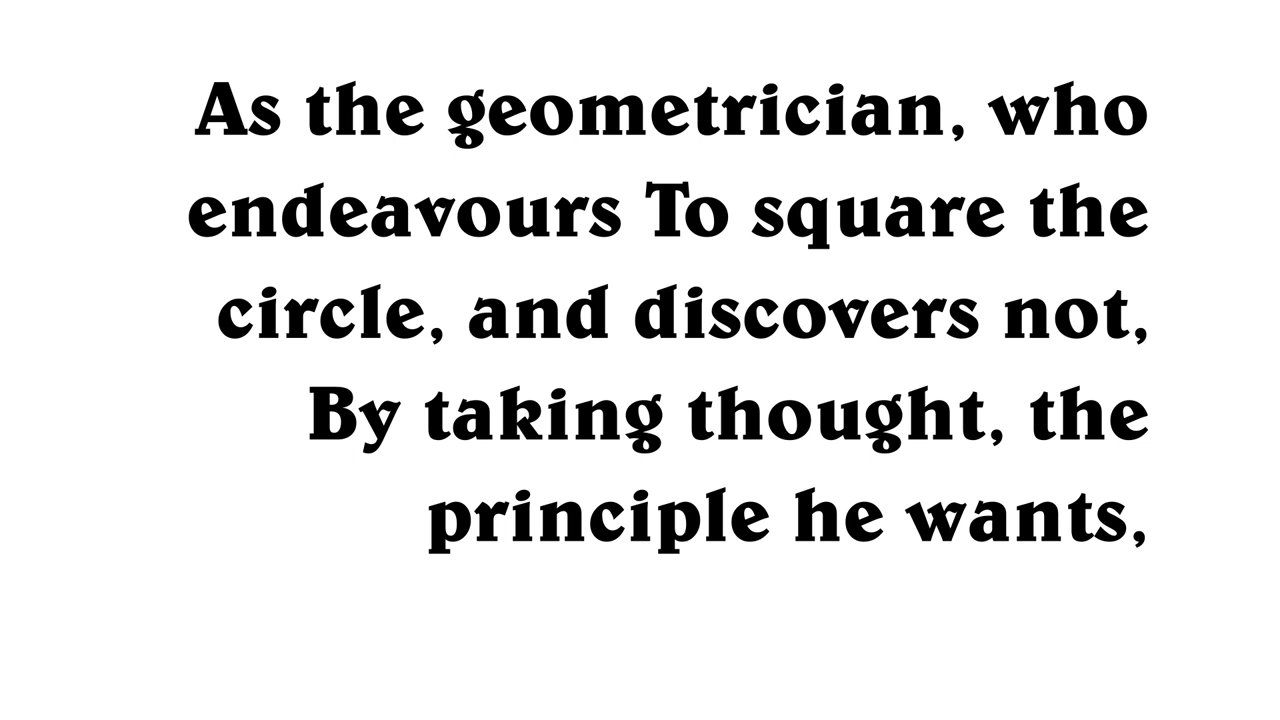 As the geometrician, who
endeavours To square the
circle, and discovers not,
By taking thought, the
principle he wants,